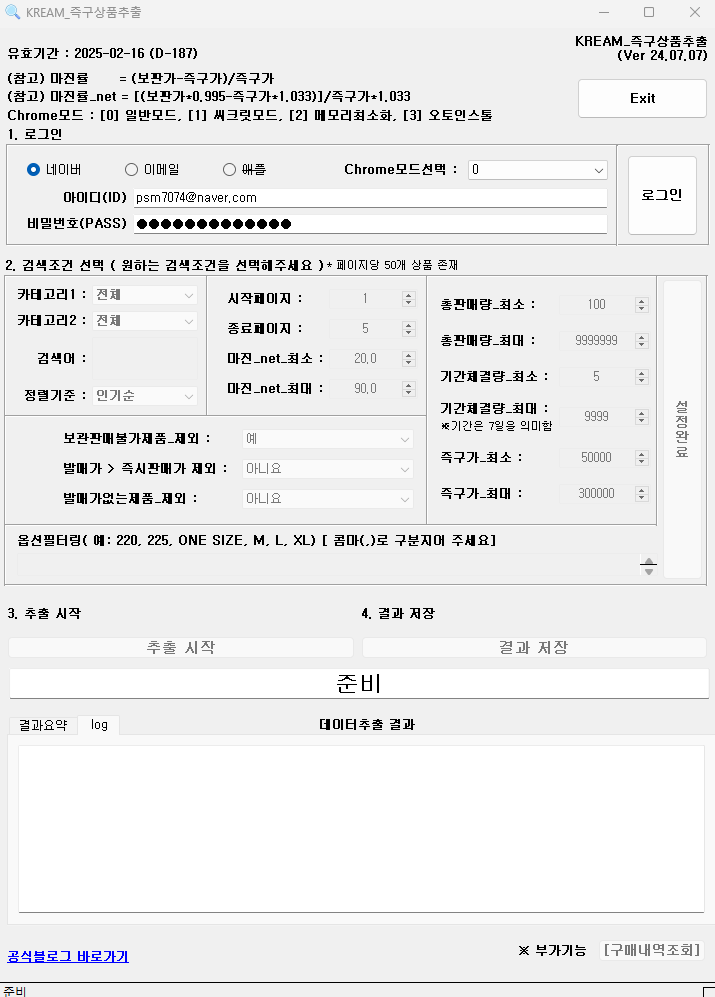 KREAM_즉구상품추출
KREAM_즉구상품추출
(Ver 24.07.07)
유효기간 : 2025-02-16 (D-187)
(참고) 마진률 = (보판가-즉구가)/즉구가
(참고) 마진률_net = [(보판가*0.995-즉구가*1.033)]/즉구가*1.033
Chrome모드 : [0] 일반모드, [1] 씨크릿모드, [2] 메모리최소화, [3] 오토인스톨
Exit
1. 로그인
네이버 이메일 애플 Chrome모드선택 : 0
아이디(ID) psm7074@naver.com
비밀번호(PASS) ●●●●●●●●●●●●●
로그인
2. 검색조건 선택 ( 원하는 검색조건을 선택해주세요 ) * 페이지당 50개 상품 존재
카테고리1 : 전체
카테고리2 : 전체
검색어 :
정렬기준 : 인기순
시작페이지 : 1
종료페이지 : 5
마진_net_최소 : 20.0
마진_net_최대 : 90.0
총판매량_최소 : 100
총판매량_최대 : 9999999
기간체결량_최소 : 5
기간체결량_최대 : 9999
※기간은 7일을 의미함
즉구가_최소 : 50000
즉구가_최대 : 300000
설정완료
보관판매불가제품_제외 : 예
발매가 > 즉시판매가 제외 : 아니요
발매가없는제품_제외 : 아니요
옵션필터링( 예: 220, 225, ONE SIZE, M, L, XL) [ 콤마(,)로 구분지어 주세요]
3. 추출 시작
4. 결과 저장
추출 시작
결과 저장
준비
결과요약 log
데이터추출 결과
공식블로그 바로가기
※ 부가기능 [구매내역조회]
준비